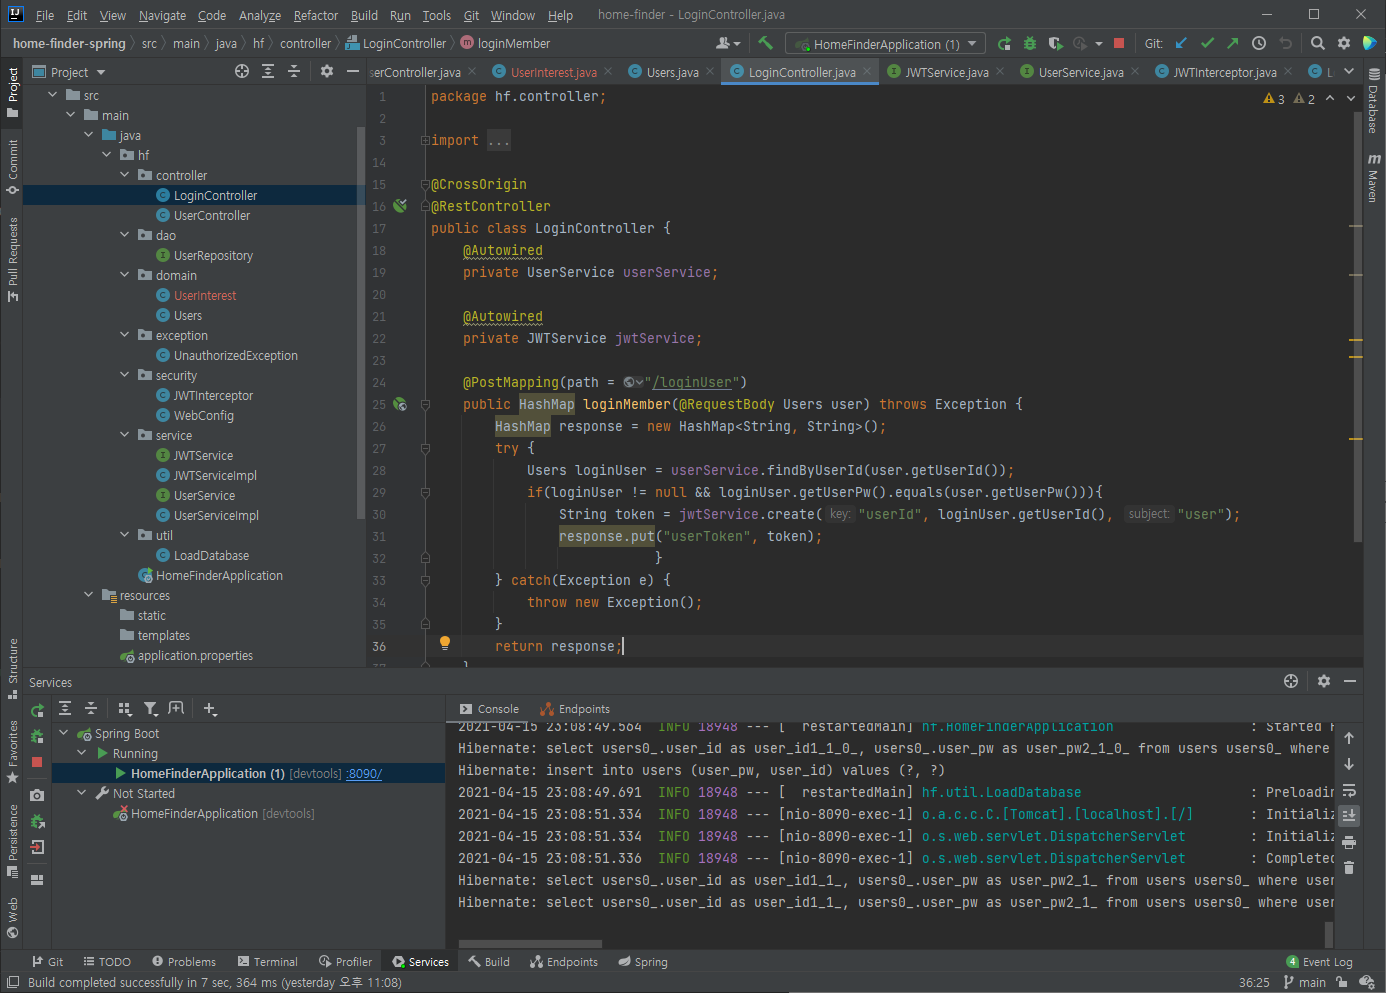 File Edit View Navigate Code Analyze Refactor Build Run Tools Git Window Help home-finder - LoginController.java
home-finder-spring src main java hf controller LoginController loginMember HomeFinderApplication (1) Git:
Project
serController.java UserInterest.java Users.java LoginController.java JWTService.java UserService.java JWTInterceptor.java
Project
Commit
Pull Requests
Structure
Favorites
Persistence
Web
Database
Maven
src
main
java
hf
controller
LoginController
UserController
dao
UserRepository
domain
UserInterest
Users
exception
UnauthorizedException
security
JWTInterceptor
WebConfig
service
JWTService
JWTServiceImpl
UserService
UserServiceImpl
util
LoadDatabase
HomeFinderApplication
resources
static
templates
application.properties
3 2
1 package hf.controller;
2
3 import ...
14
15 @CrossOrigin
16 @RestController
17 public class LoginController {
18 @Autowired
19 private UserService userService;
20
21 @Autowired
22 private JWTService jwtService;
23
24 @PostMapping(path = "/loginUser")
25 public HashMap loginMember(@RequestBody Users user) throws Exception {
26 HashMap response = new HashMap<String, String>();
27 try {
28 Users loginUser = userService.findByUserId(user.getUserId());
29 if(loginUser != null && loginUser.getUserPw().equals(user.getUserPw())){
30 String token = jwtService.create( key: "userId", loginUser.getUserId(), subject: "user");
31 response.put("userToken", token);
32 }
33 } catch(Exception e) {
34 throw new Exception();
35 }
36 return response;
37 }
Services
Spring Boot
Running
HomeFinderApplication (1) [devtools] :8090/
Not Started
HomeFinderApplication [devtools]
Console Endpoints
2021-04-15 23:08:49.564 INFO 18948 --- [ restartedMain] hf.HomeFinderApplication : Started
Hibernate: select users0_.user_id as user_id1_1_0_, users0_.user_pw as user_pw2_1_0_ from users users0_ where
Hibernate: insert into users (user_pw, user_id) values (?, ?)
2021-04-15 23:08:49.691 INFO 18948 --- [ restartedMain] hf.util.LoadDatabase : Preloadin
2021-04-15 23:08:51.334 INFO 18948 --- [nio-8090-exec-1] o.a.c.c.C.[Tomcat].[localhost].[/] : Initializ
2021-04-15 23:08:51.334 INFO 18948 --- [nio-8090-exec-1] o.s.web.servlet.DispatcherServlet : Initializ
2021-04-15 23:08:51.336 INFO 18948 --- [nio-8090-exec-1] o.s.web.servlet.DispatcherServlet : Completed
Hibernate: select users0_.user_id as user_id1_1_, users0_.user_pw as user_pw2_1_ from users users0_ where user
Hibernate: select users0_.user_id as user_id1_1_, users0_.user_pw as user_pw2_1_ from users users0_ where user
Git TODO Problems Terminal Profiler Services Build Endpoints Spring 4 Event Log
Build completed successfully in 7 sec, 364 ms (yesterday 오후 11:08) 36:25 main